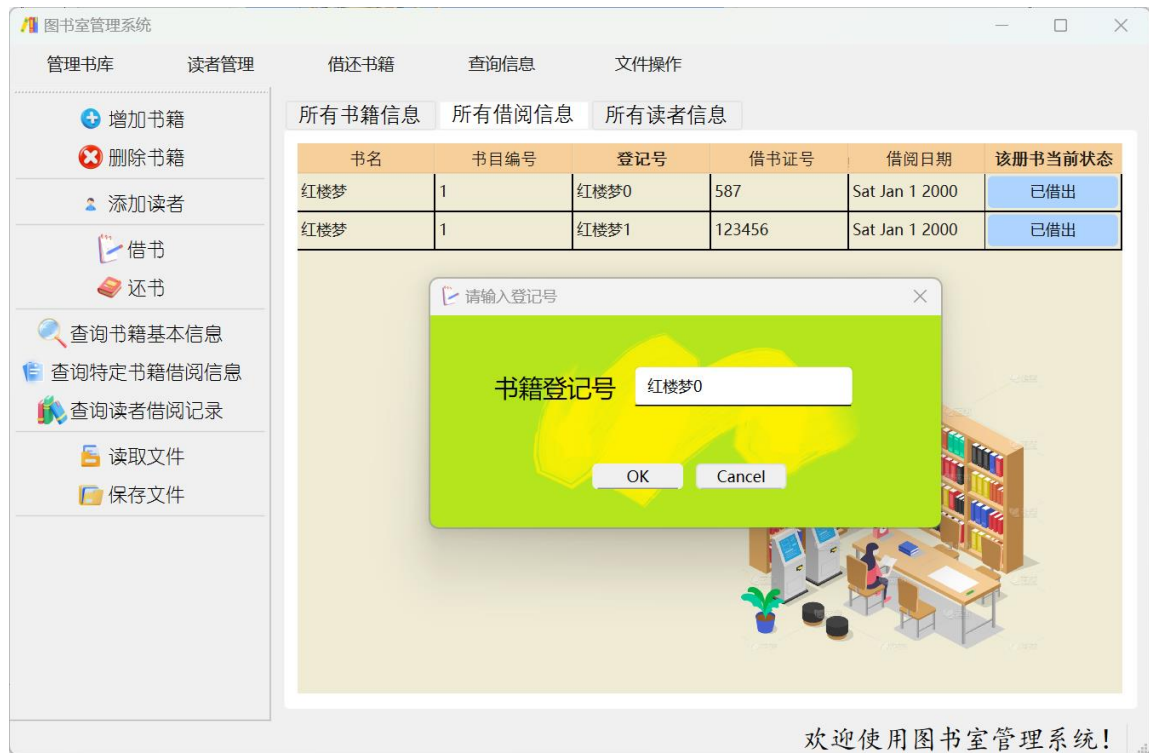 图书室管理系统
管理书库 读者管理 借还书籍 查询信息 文件操作
增加书籍
删除书籍
添加读者
借书
还书
查询书籍基本信息
查询特定书籍借阅信息
查询读者借阅记录
读取文件
保存文件
所有书籍信息 所有借阅信息 所有读者信息
书名 书目编号 登记号 借书证号 借阅日期 该册书当前状态
红楼梦 1 红楼梦0 587 Sat Jan 1 2000 已借出
红楼梦 1 红楼梦1 123456 Sat Jan 1 2000 已借出
请输入登记号
书籍登记号 红楼梦0
OK Cancel
欢迎使用图书室管理系统!